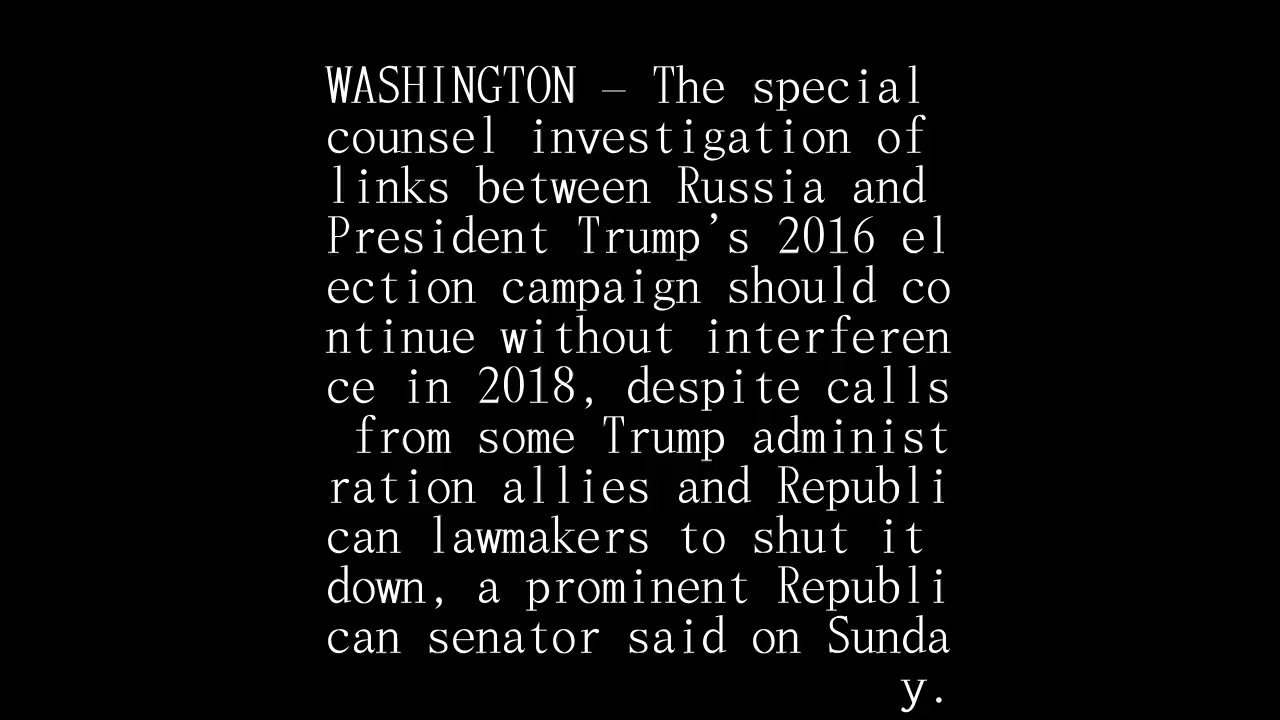 WASHINGTON — The special
counsel investigation of
links between Russia and
President Trump’s 2016 el
ection campaign should co
ntinue without interferen
ce in 2018, despite calls
from some Trump administ
ration allies and Republi
can lawmakers to shut it
down, a prominent Republi
can senator said on Sunda
y.